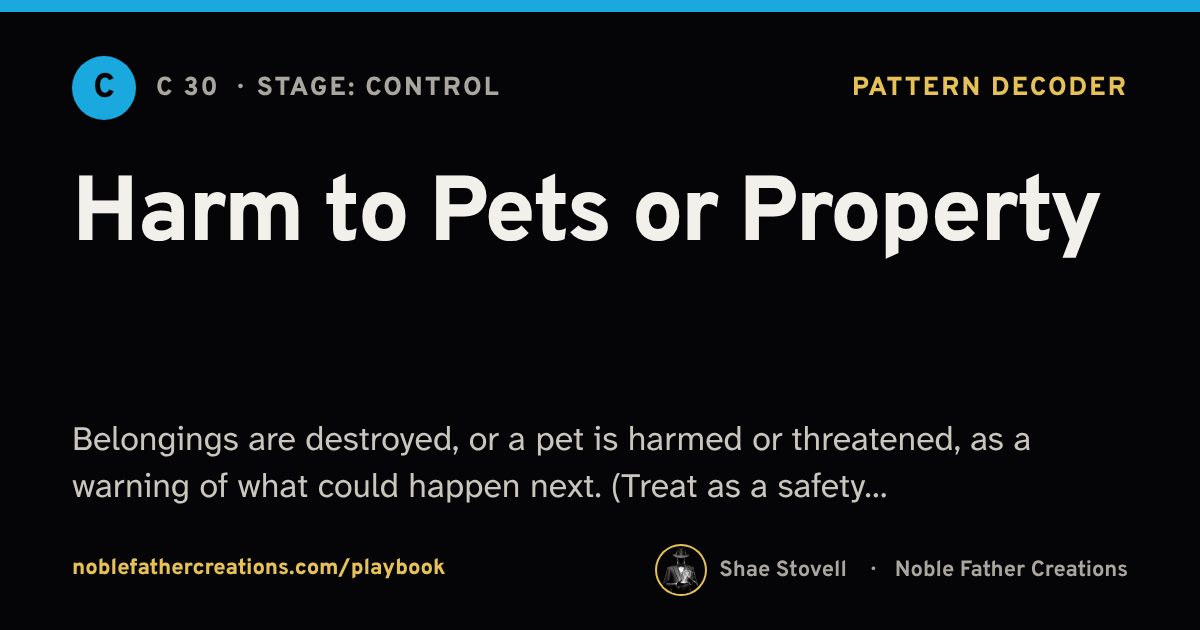 C
C 30 · STAGE: CONTROL
PATTERN DECODER
Harm to Pets or Property
Belongings are destroyed, or a pet is harmed or threatened, as a
warning of what could happen next. (Treat as a safety...
noblefathercreations.com/playbook
Shae Stovell · Noble Father Creations